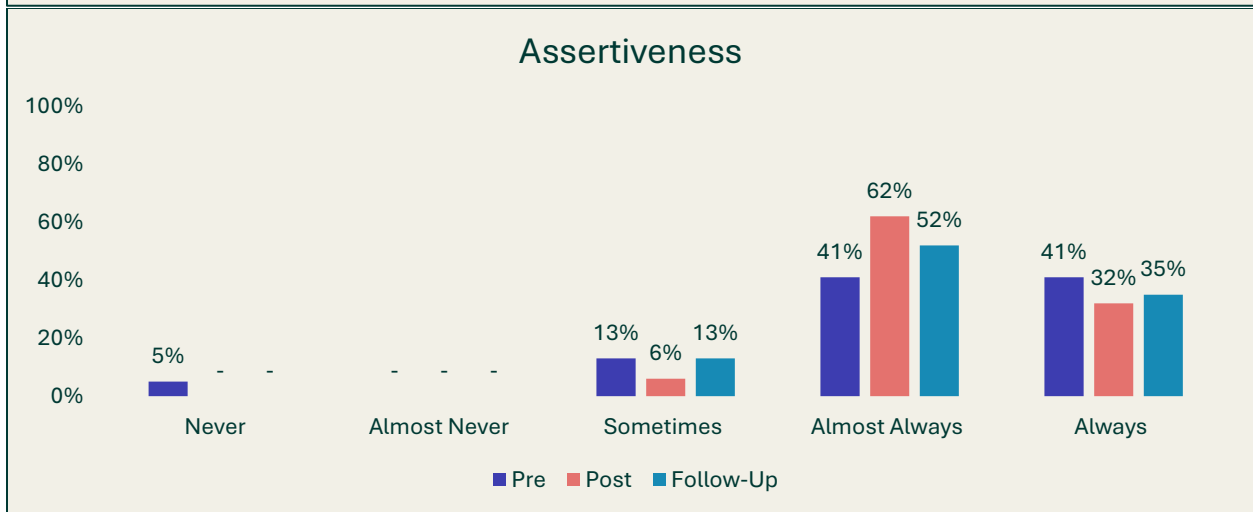 Assertiveness
100%
80%
60%
40%
20%
0%
5%
-
-
-
-
-
13%
6%
13%
41%
62%
52%
41%
32%
35%
Never
Almost Never
Sometimes
Almost Always
Always
Pre
Post
Follow-Up